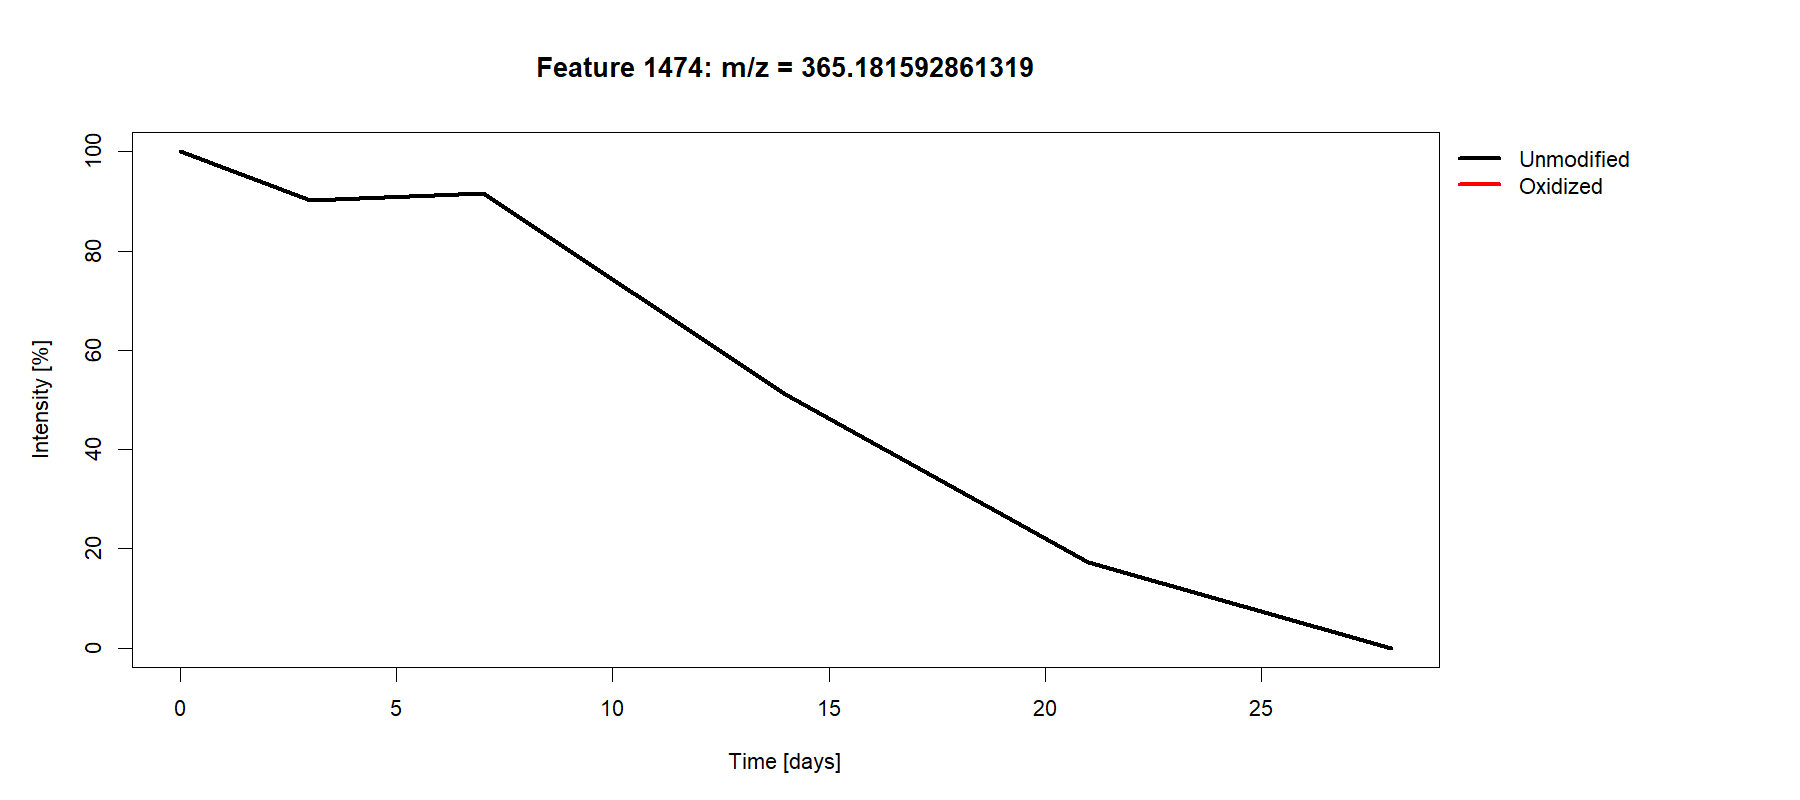 Feature 1474: m/z = 365.181592861319
100
80
60
40
20
0
Intensity [%]
0 5 10 15 20 25
Time [days]
Unmodified
Oxidized